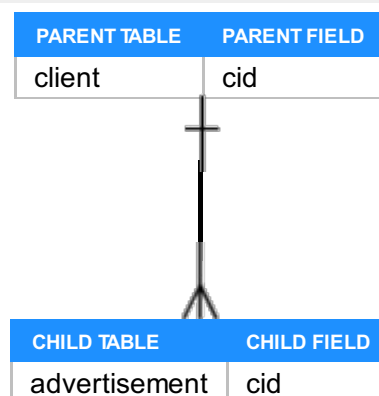 PARENT TABLE PARENT FIELD
client cid
CHILD TABLE CHILD FIELD
advertisement cid